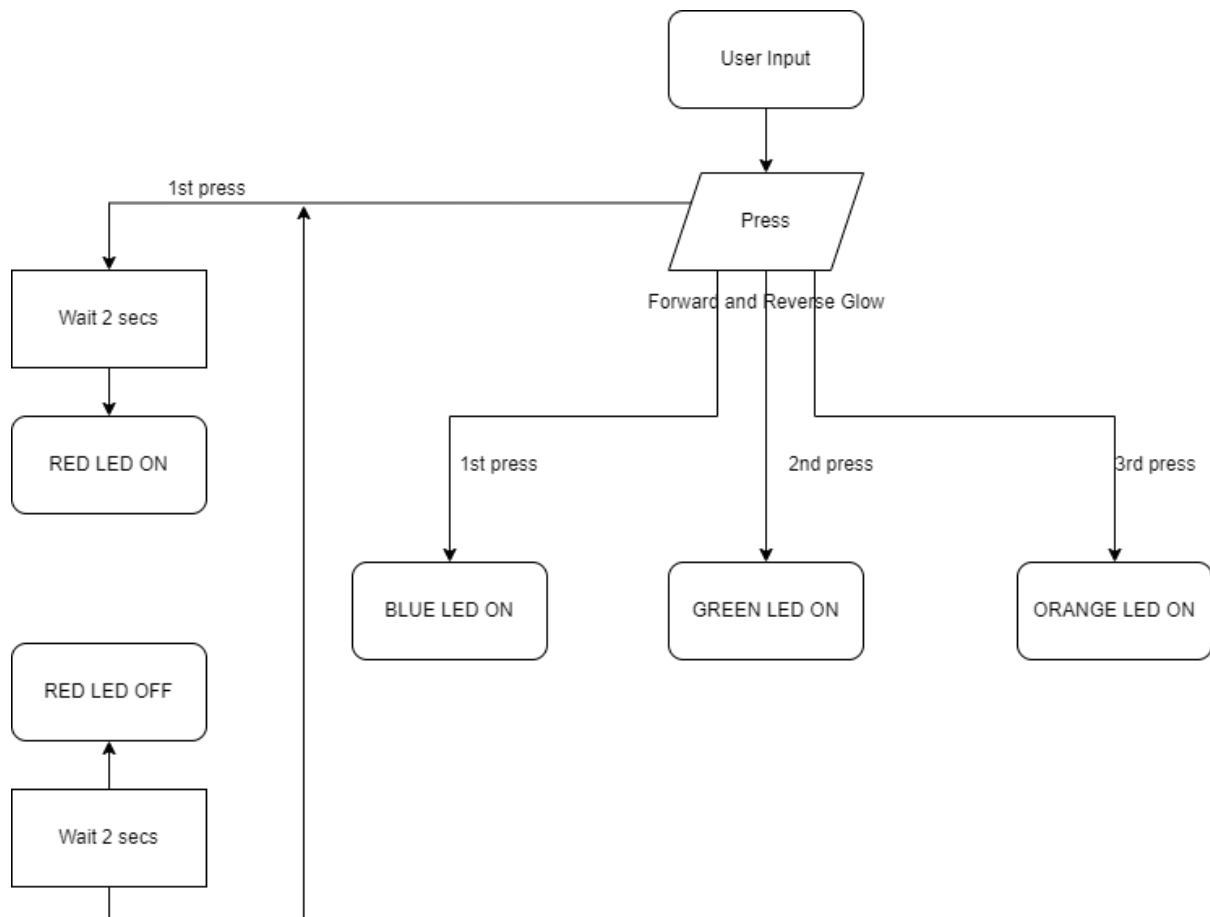 User Input
1st press
Press
Forward and Reverse Glow
Wait 2 secs
RED LED ON
1st press
2nd press
3rd press
BLUE LED ON
GREEN LED ON
ORANGE LED ON
RED LED OFF
Wait 2 secs